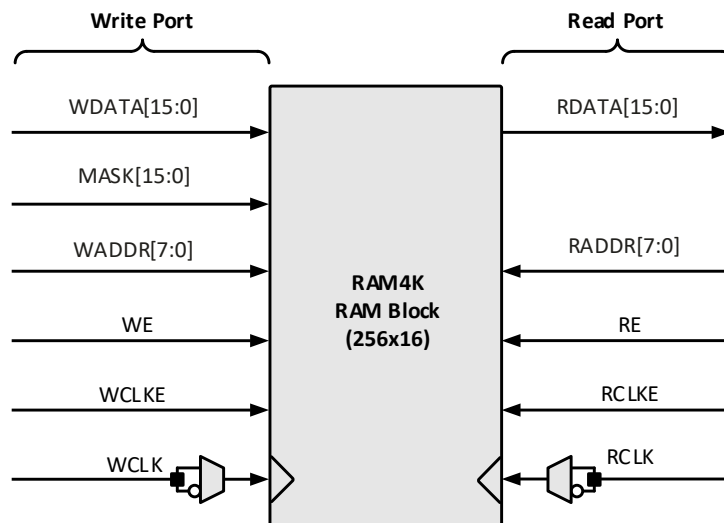 Write Port
Read Port
WDATA[15:0]
RDATA[15:0]
MASK[15:0]
WADDR[7:0]
RADDR[7:0]
RAM4K
RAM Block
(256x16)
WE
RE
WCLKE
RCLKE
WCLK
RCLK